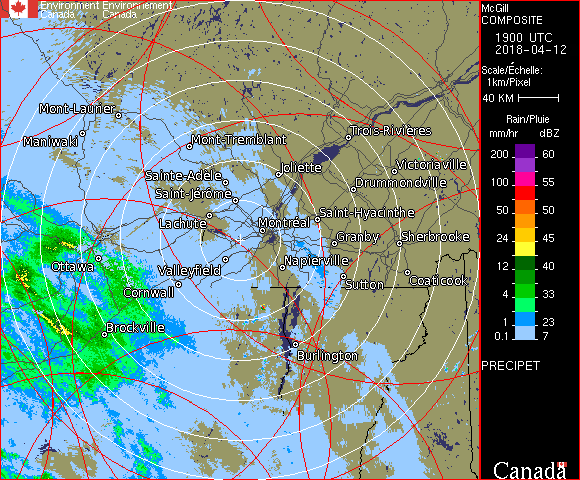 Environment Environnement
Canada Canada
McGill
COMPOSITE
1900 UTC
2018-04-12
Scale/Échelle:
1km/Pixel
40 KM
Rain/Pluie
mm/hr dBZ
200 60
100 55
50 50
24 45
12 40
4 33
1 23
0.1 7
PRECIPET
Canada
Mont-Laurier
Maniwaki
Mont-Tremblant
Trois-Rivières
Sainte-Adèle
Joliette
Victoriaville
Saint-Jérôme
Drummondville
Lachute
Montréal
Saint-Hyacinthe
Granby
Sherbrooke
Ottawa
Valleyfield
Napierville
Cornwall
Sutton
Coaticook
Brockville
Burlington